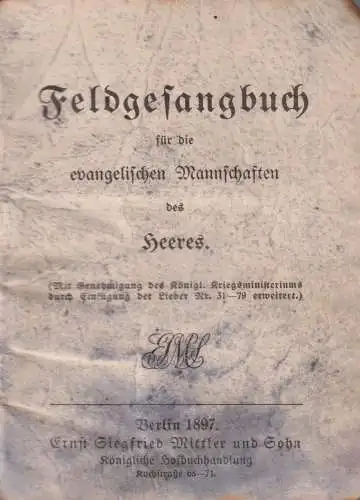 Feldgesangbuch
für die
evangelischen Mannschaften
des
Heeres.
(Mit Genehmigung des Königl. Kriegsministeriums
durch Einfügung der Lieder Nr. 31—79 erweitert.)
Berlin 1897.
Ernst Siegfried Mittler und Sohn
Königliche Hofbuchhandlung
Kochstraße 68—71.